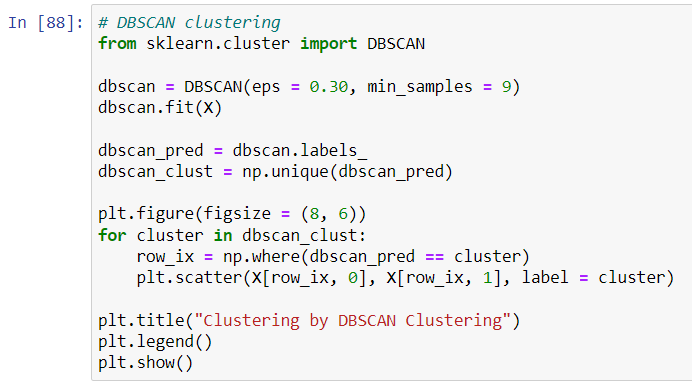 In [88]: # DBSCAN clustering
from sklearn.cluster import DBSCAN
dbscan = DBSCAN(eps = 0.30, min_samples = 9)
dbscan.fit(X)
dbscan_pred = dbscan.labels_
dbscan_clust = np.unique(dbscan_pred)
plt.figure(figsize = (8, 6))
for cluster in dbscan_clust:
    row_ix = np.where(dbscan_pred == cluster)
    plt.scatter(X[row_ix, 0], X[row_ix, 1], label = cluster)
plt.title("Clustering by DBSCAN Clustering")
plt.legend()
plt.show()